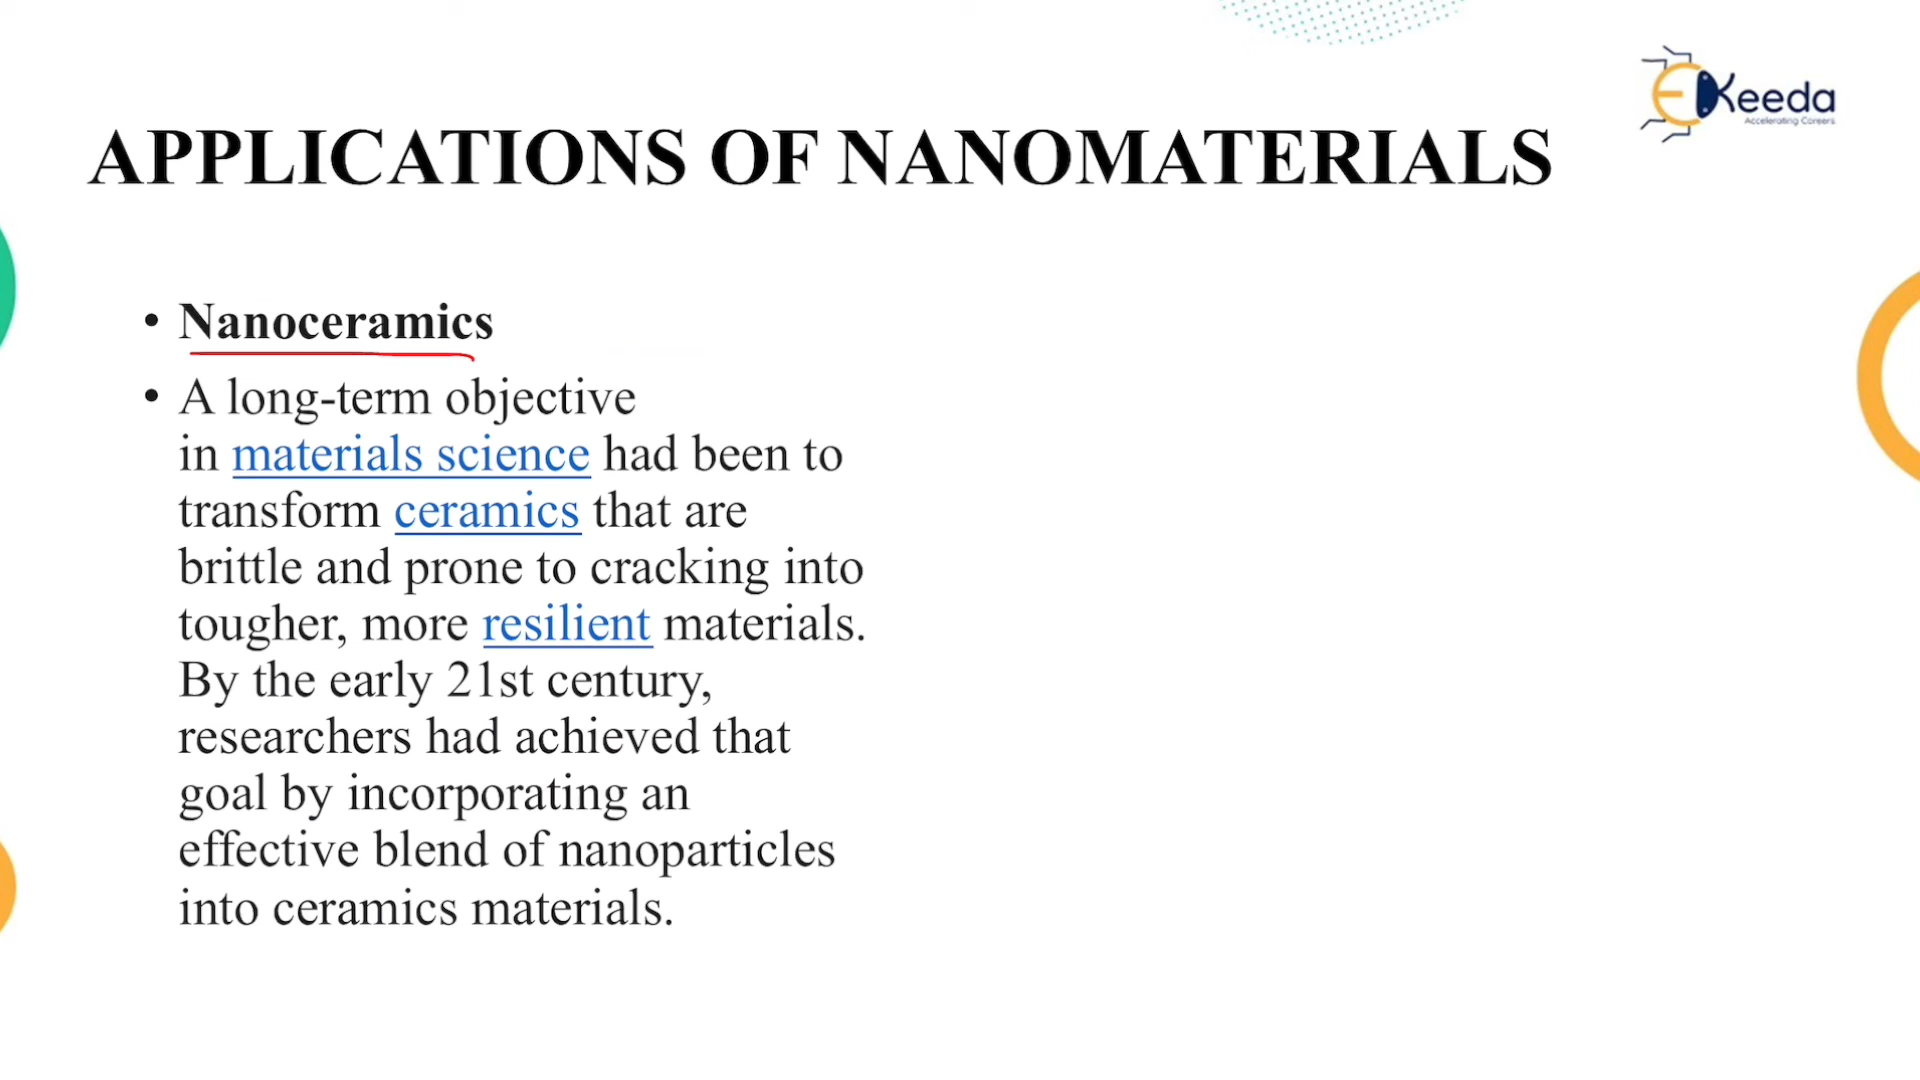 Keeda
Accelerating Careers
APPLICATIONS OF NANOMATERIALS
• Nanoceramics
• A long-term objective
in materials science had been to
transform ceramics that are
brittle and prone to cracking into
tougher, more resilient materials.
By the early 21st century,
researchers had achieved that
goal by incorporating an
effective blend of nanoparticles
into ceramics materials.